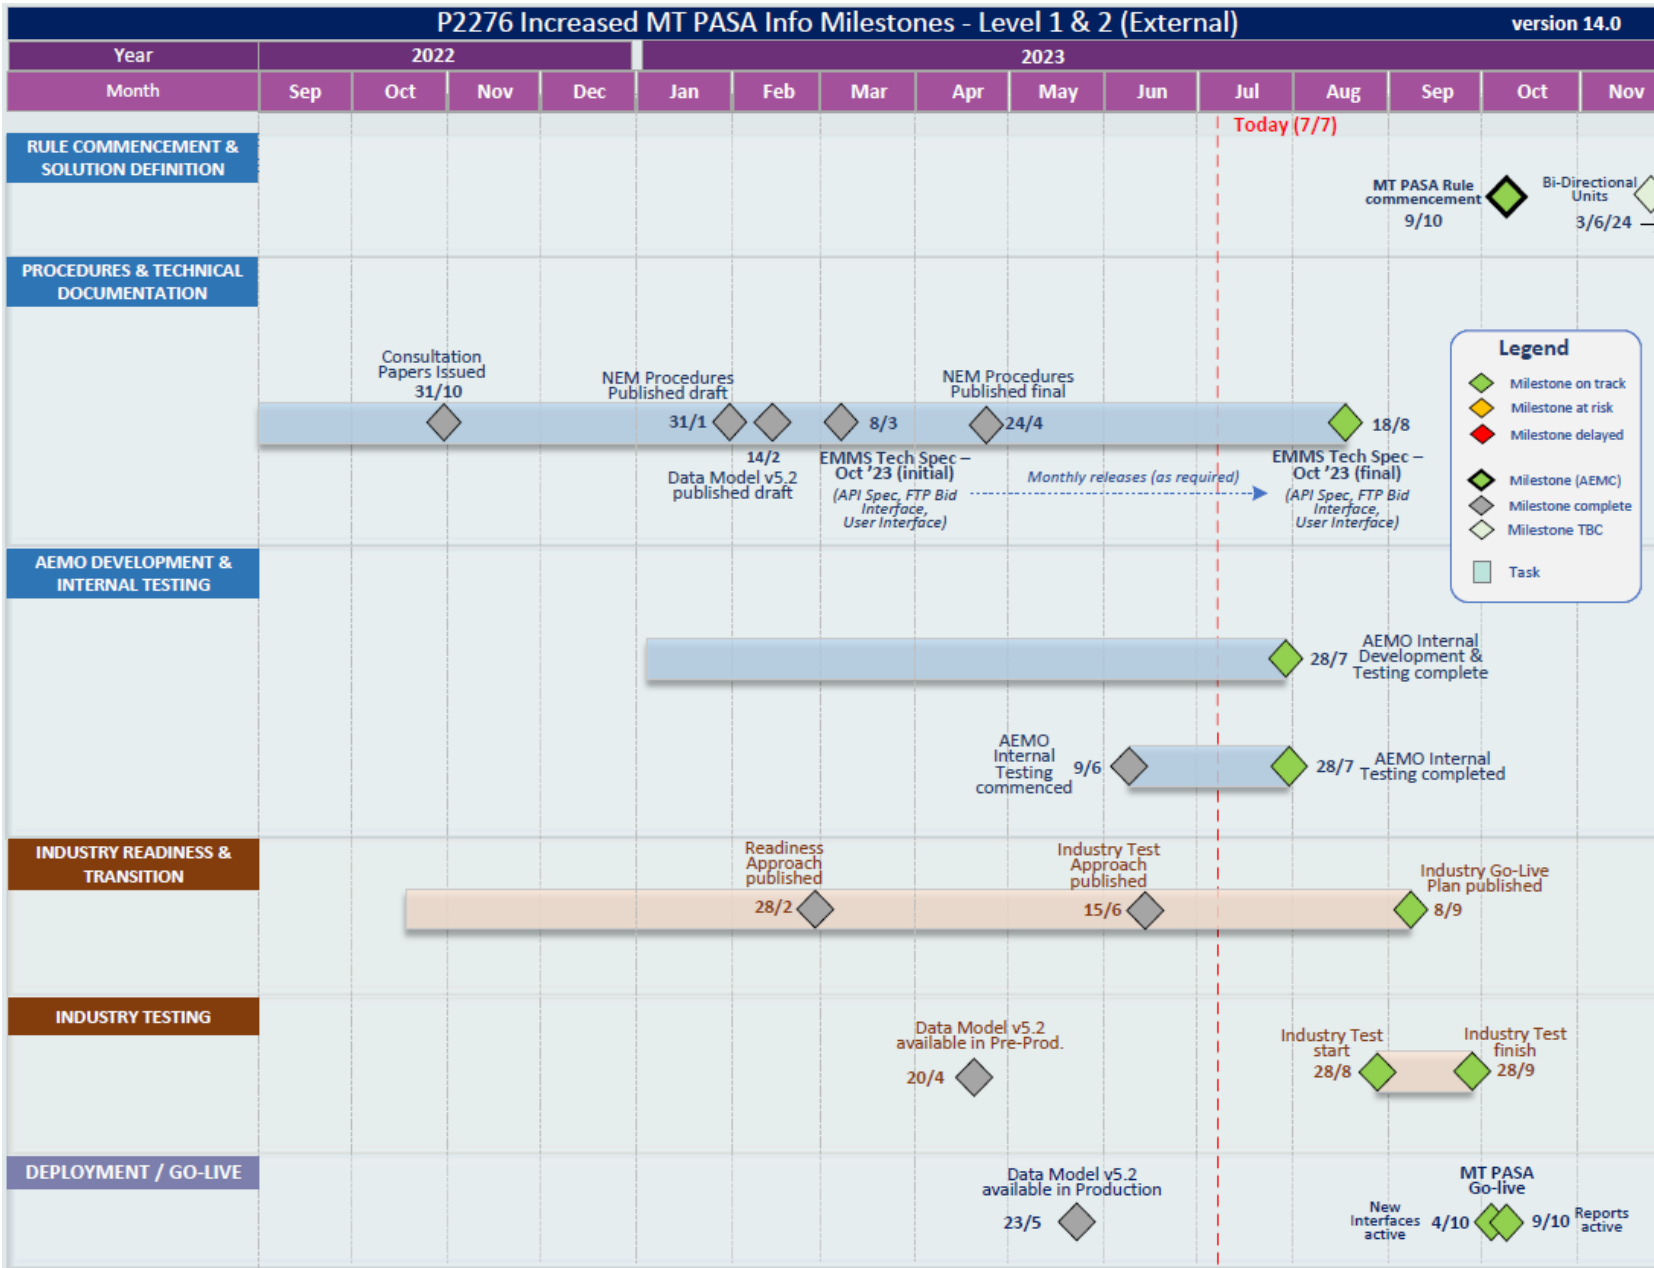 P2276 Increased MT PASA Info Milestones - Level 1 & 2 (External)
version 14.0
Year
2022
2023
Month
Sep
Oct
Nov
Dec
Jan
Feb
Mar
Apr
May
Jun
Jul
Aug
Sep
Oct
Nov
Today (7/7)
RULE COMMENCEMENT &
SOLUTION DEFINITION
MT PASA Rule
commencement
9/10
Bi-Directional
Units
3/6/24
PROCEDURES & TECHNICAL
DOCUMENTATION
Consultation
Papers Issued
31/10
NEM Procedures
Published draft
31/1
14/2
Data Model v5.2
published draft
8/3
EMMS Tech Spec –
Oct ’23 (initial)
(API Spec, FTP Bid
Interface,
User Interface)
NEM Procedures
Published final
24/4
Monthly releases (as required)
18/8
EMMS Tech Spec –
Oct ’23 (final)
(API Spec, FTP Bid
Interface,
User Interface)
Legend
Milestone on track
Milestone at risk
Milestone delayed
Milestone (AEMC)
Milestone complete
Milestone TBC
Task
AEMO DEVELOPMENT &
INTERNAL TESTING
28/7
AEMO Internal
Development &
Testing complete
AEMO
Internal
Testing
commenced
9/6
28/7
AEMO Internal
Testing completed
INDUSTRY READINESS &
TRANSITION
Readiness
Approach
published
28/2
Industry Test
Approach
published
15/6
Industry Go-Live
Plan published
8/9
INDUSTRY TESTING
Data Model v5.2
available in Pre-Prod.
20/4
Industry Test
start
28/8
Industry Test
finish
28/9
DEPLOYMENT / GO-LIVE
Data Model v5.2
available in Production
23/5
MT PASA
Go-live
New
Interfaces
active
4/10
9/10
Reports
active